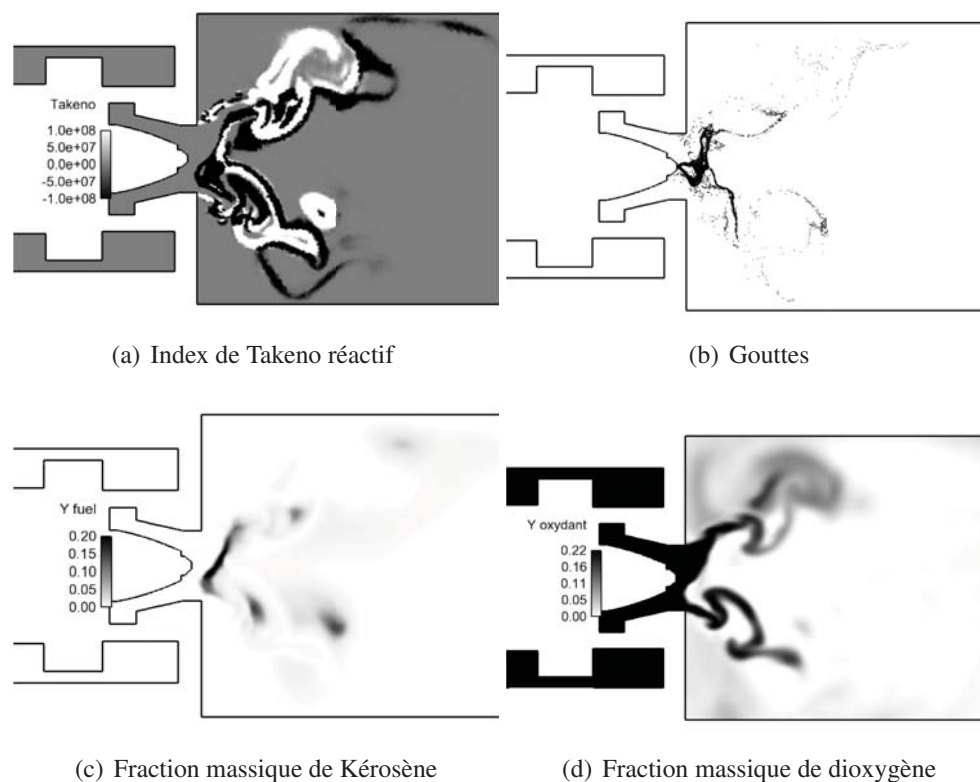 Takeno
1.0e+08
5.0e+07
0.0e+00
-5.0e+07
-1.0e+08
(a) Index de Takeno réactif
(b) Gouttes
Y fuel
0.20
0.15
0.10
0.05
0.00
(c) Fraction massique de Kérosène
Y oxydant
0.22
0.16
0.11
0.05
0.00
(d) Fraction massique de dioxygène